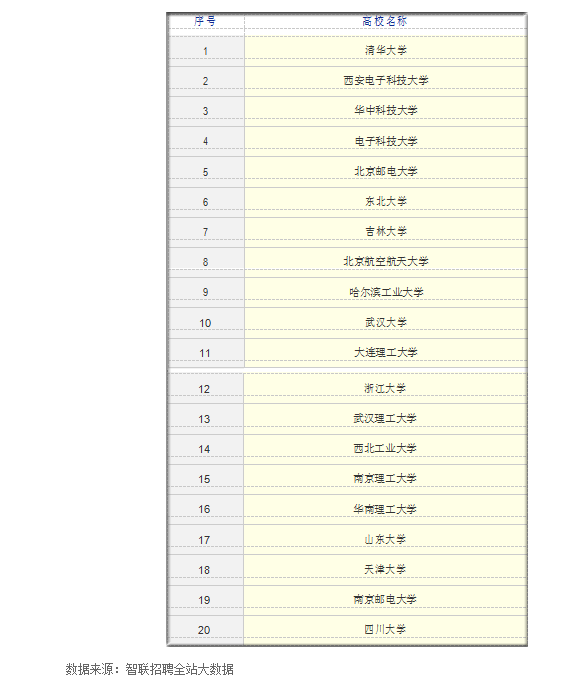 序号 高校名称
1 清华大学
2 西安电子科技大学
3 华中科技大学
4 电子科技大学
5 北京邮电大学
6 东北大学
7 吉林大学
8 北京航空航天大学
9 哈尔滨工业大学
10 武汉大学
11 大连理工大学
12 浙江大学
13 武汉理工大学
14 西北工业大学
15 南京理工大学
16 华南理工大学
17 山东大学
18 天津大学
19 南京邮电大学
20 四川大学
数据来源：智联招聘全站大数据